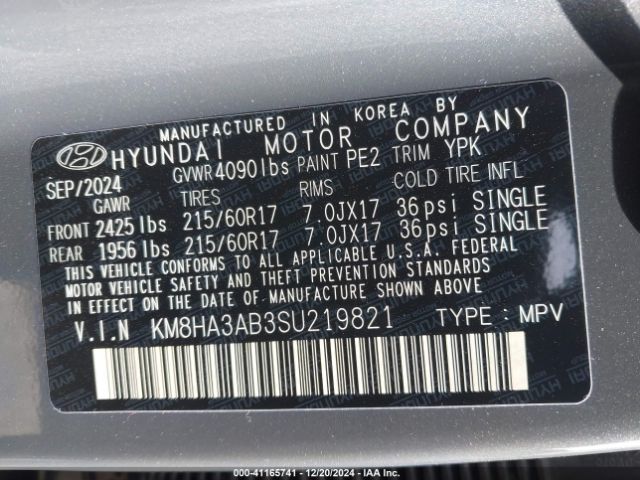 MANUFACTURED IN KOREA BY
HYUNDAI MOTOR COMPANY
SEP/2024 GVWR 4090 lbs PAINT PE2 TRIM YPK
GAWR TIRES RIMS COLD TIRE INFL
FRONT 2425 lbs 215/60R17 7.0JX17 36 psi SINGLE
REAR 1956 lbs 215/60R17 7.0JX17 36 psi SINGLE
THIS VEHICLE CONFORMS TO ALL APPLICABLE U.S.A. FEDERAL
MOTOR VEHICLE SAFETY AND THEFT PREVENTION STANDARDS
IN EFFECT ON THE DATE OF MANUFACTURE SHOWN ABOVE.
V.I.N KM8HA3AB3SU219821 TYPE : MPV
000-41165741 | 12/20/2024 - IAA Inc.